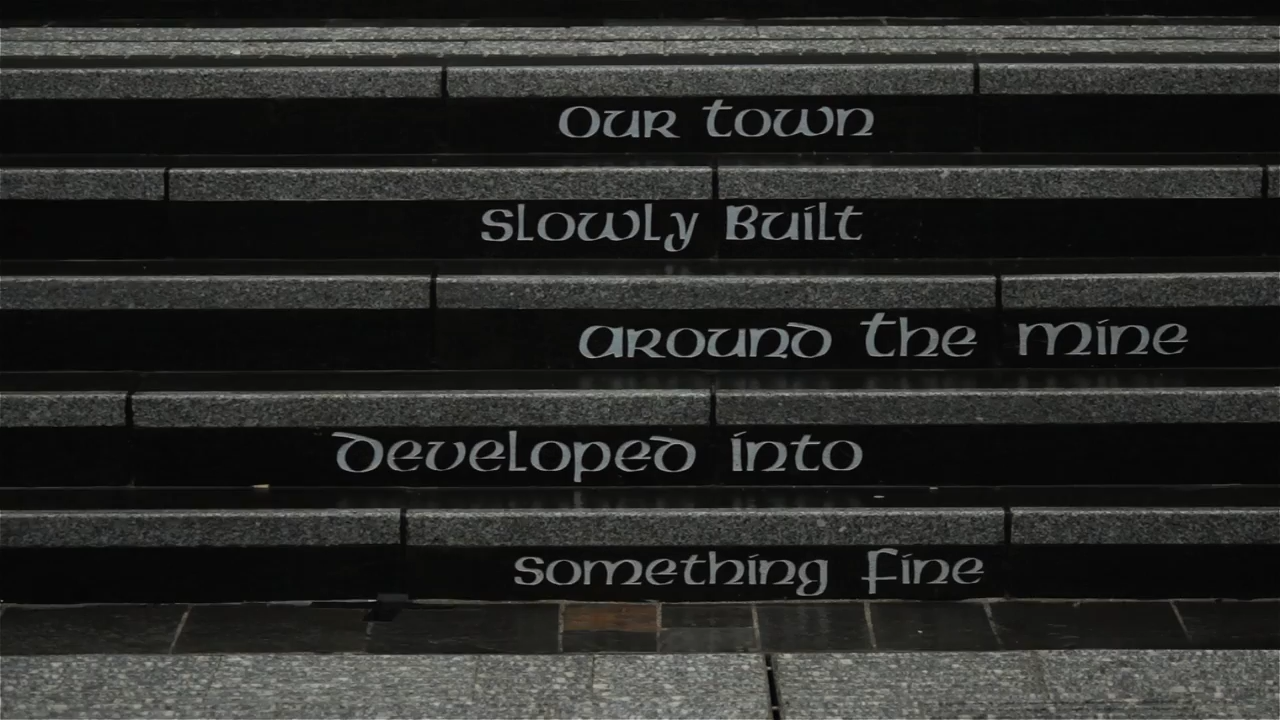 Our town
Slowly Built
around the mine
developed into
something fine